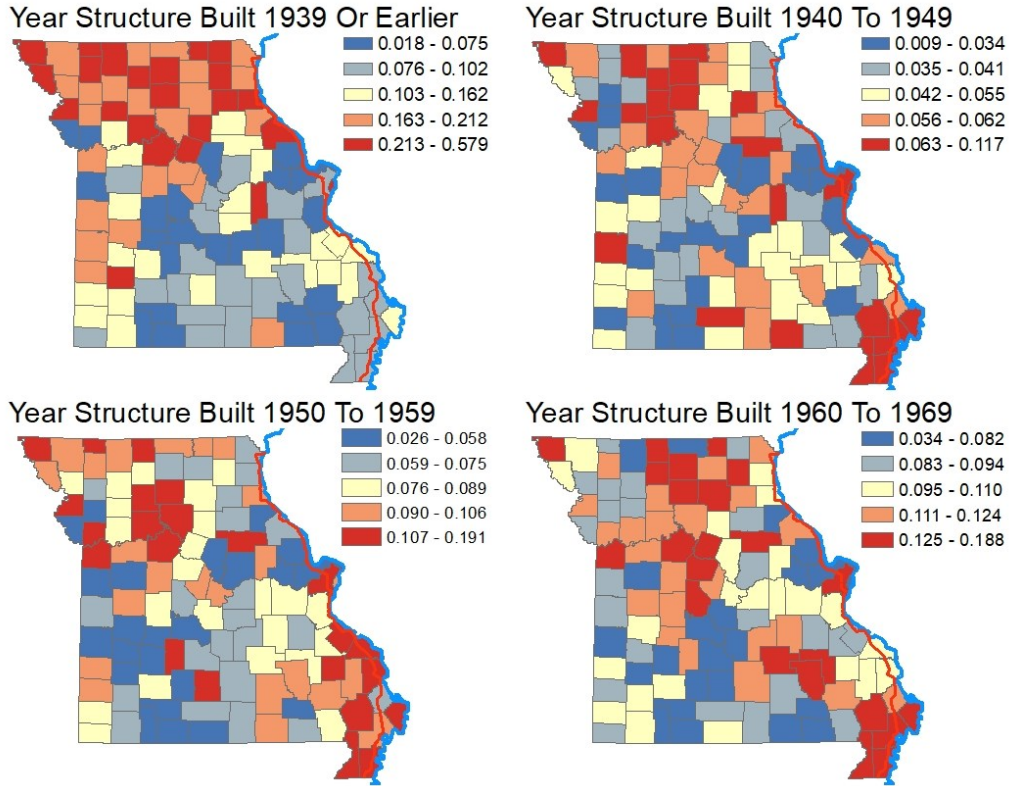 Year Structure Built 1939 Or Earlier
0.018 - 0.075
0.076 - 0.102
0.103 - 0.162
0.163 - 0.212
0.213 - 0.579
Year Structure Built 1940 To 1949
0.009 - 0.034
0.035 - 0.041
0.042 - 0.055
0.056 - 0.062
0.063 - 0.117
Year Structure Built 1950 To 1959
0.026 - 0.058
0.059 - 0.075
0.076 - 0.089
0.090 - 0.106
0.107 - 0.191
Year Structure Built 1960 To 1969
0.034 - 0.082
0.083 - 0.094
0.095 - 0.110
0.111 - 0.124
0.125 - 0.188